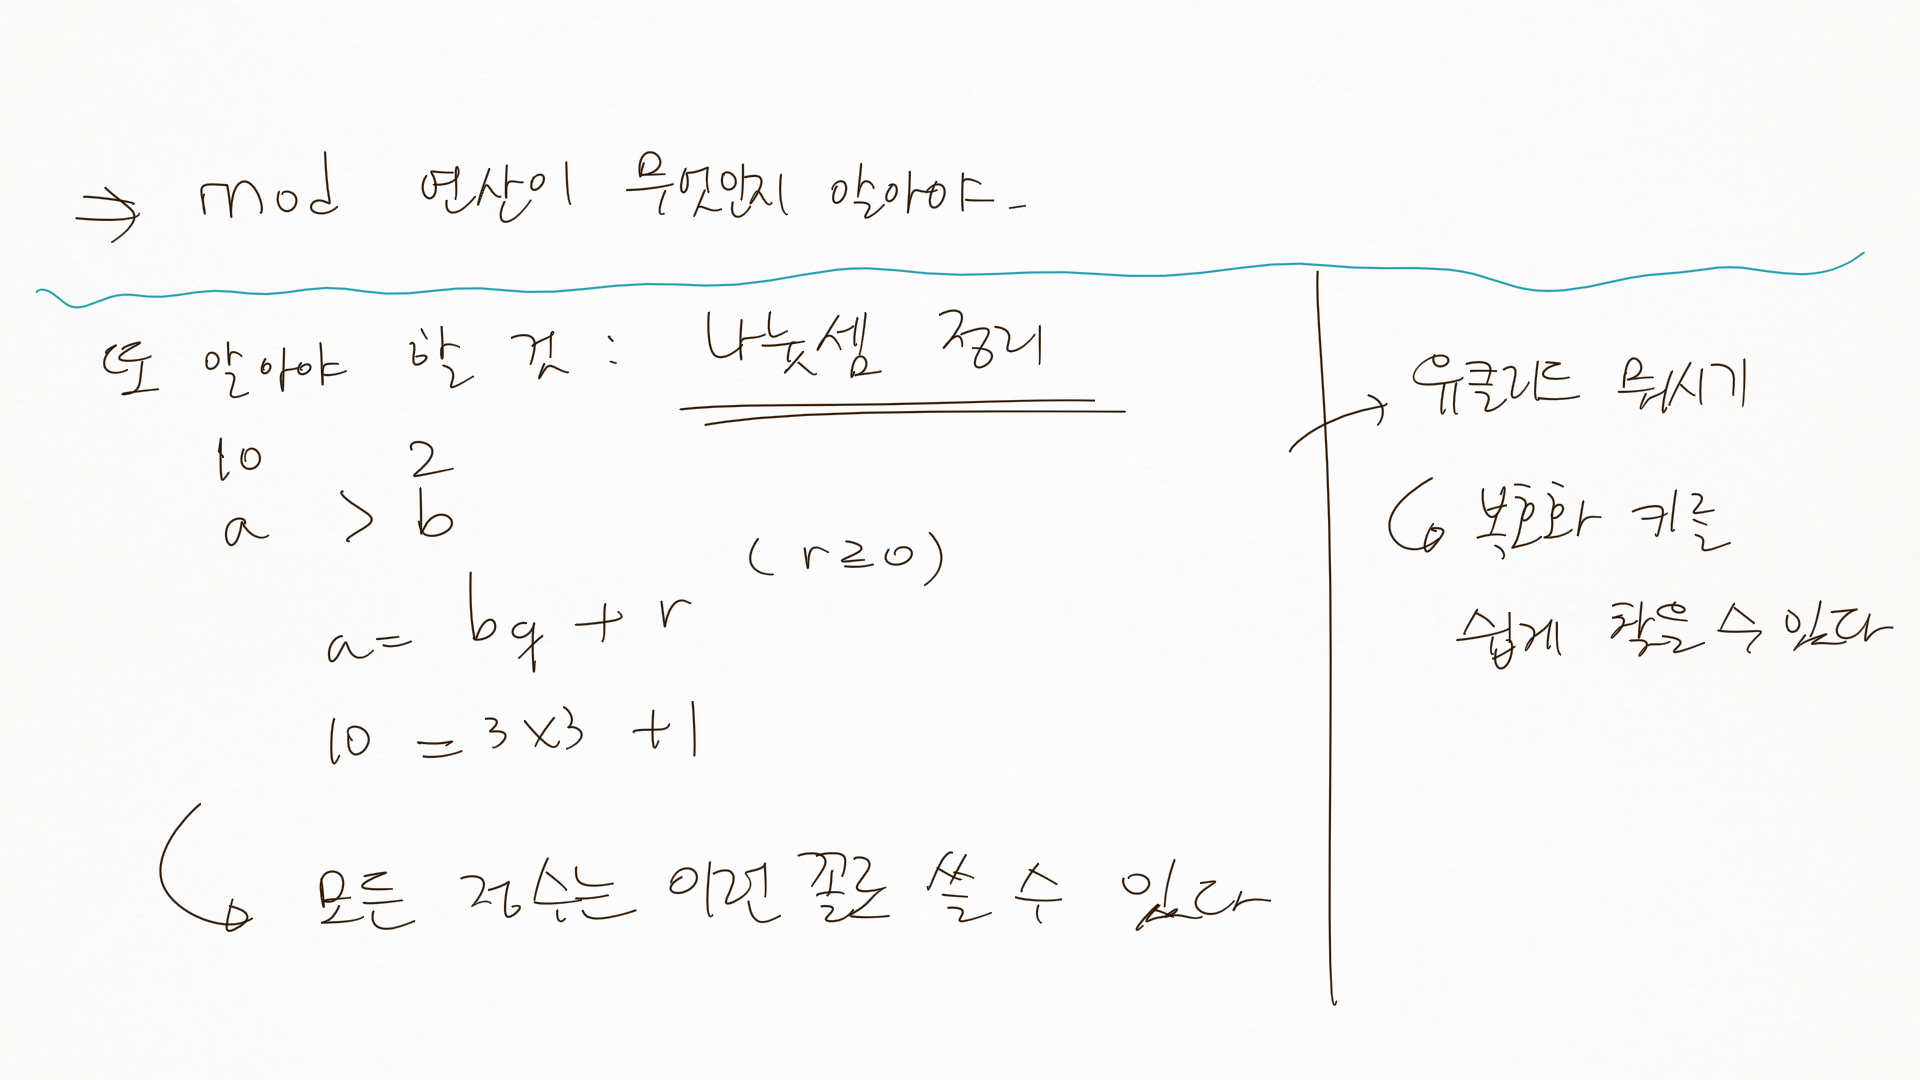 ⇒ mod 연산이 무엇인지 알아야_
또 알아야 할 것 : 나눗셈 정리
10 2
a > b
(r≥0)
a = bq + r
10 = 3×3 +1
모든 정수는 이런 꼴로 쓸 수 있다
→ 유클리드 뭐시기
복호화 키를
쉽게 찾을 수 있다